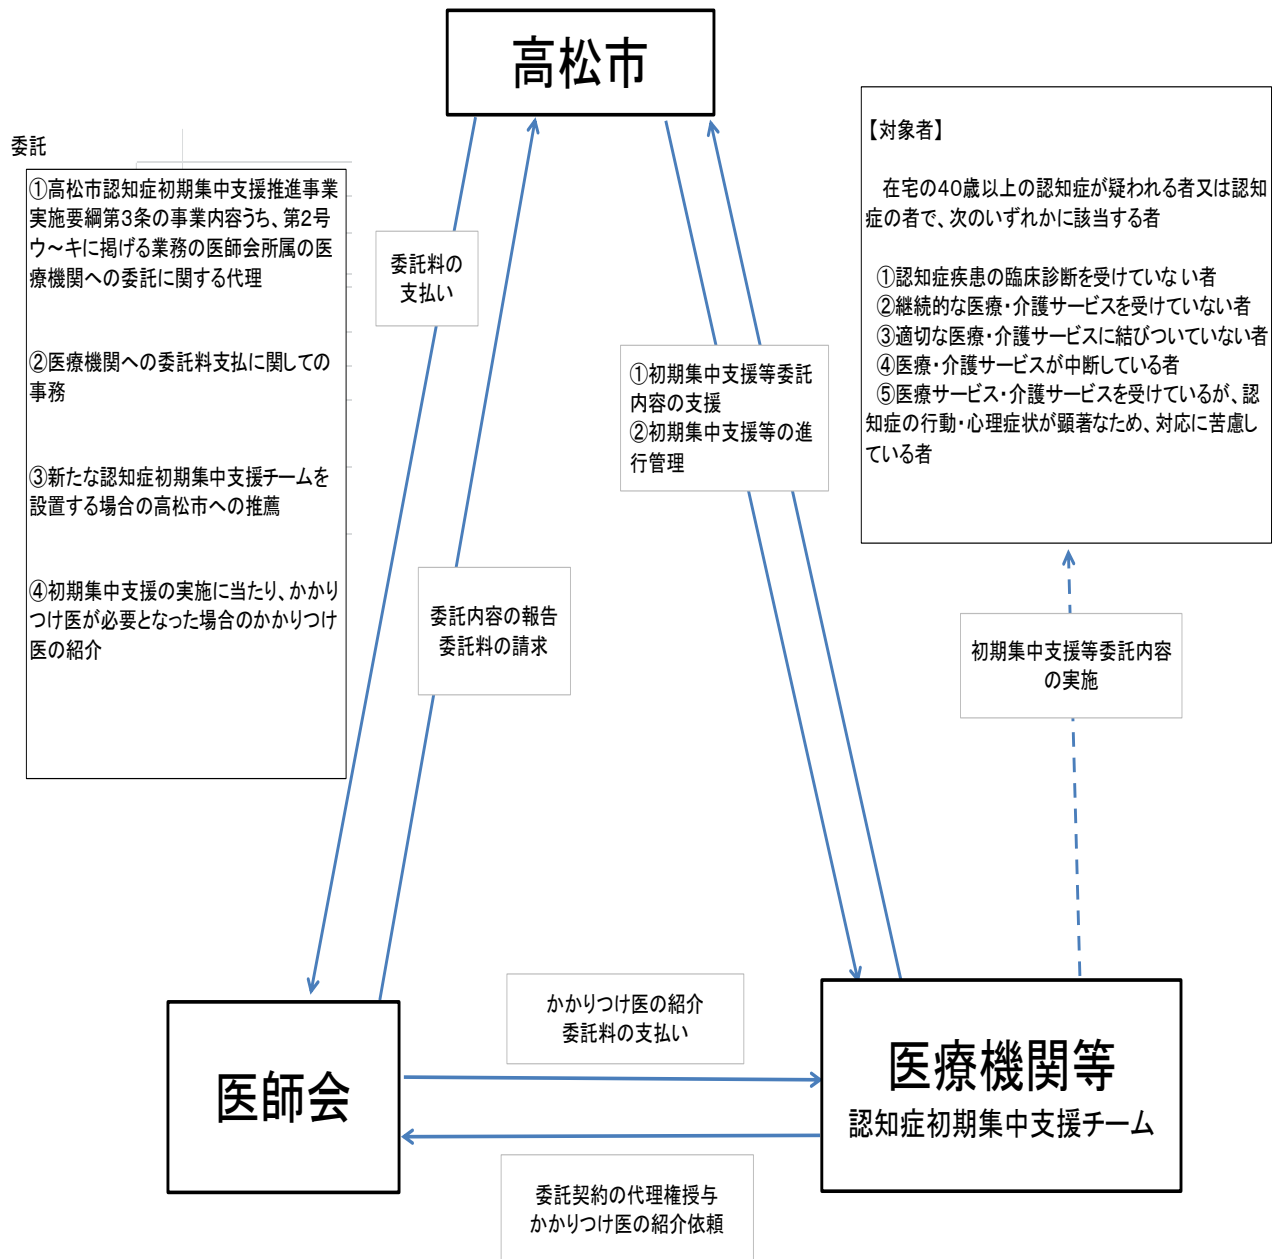 高松市
委託
①高松市認知症初期集中支援推進事業
実施要綱第3条の事業内容うち、第2号
ウ～キに掲げる業務の医師会所属の医
療機関への委託に関する代理
②医療機関への委託料支払に関しての
事務
③新たな認知症初期集中支援チームを
設置する場合の高松市への推薦
④初期集中支援の実施に当たり、かかり
つけ医が必要となった場合のかかりつけ
医の紹介
委託料の
支払い
委託内容の報告
委託料の請求
①初期集中支援等委託
内容の支援
②初期集中支援等の進
行管理
【対象者】
在宅の40歳以上の認知症が疑われる者又は認知
症の者で、次のいずれかに該当する者
①認知症疾患の臨床診断を受けていない者
②継続的な医療・介護サービスを受けていない者
③適切な医療・介護サービスに結びついていない者
④医療・介護サービスが中断している者
⑤医療サービス・介護サービスを受けているが、認
知症の行動・心理症状が顕著なため、対応に苦慮し
ている者
初期集中支援等委託内容
の実施
かかりつけ医の紹介
委託料の支払い
医師会
医療機関等
認知症初期集中支援チーム
委託契約の代理権授与
かかりつけ医の紹介依頼